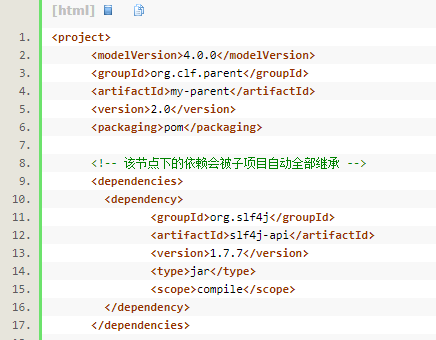 [html]
1. <project>
2. <modelVersion>4.0.0</modelVersion>
3. <groupId>org.clf.parent</groupId>
4. <artifactId>my-parent</artifactId>
5. <version>2.0</version>
6. <packaging>pom</packaging>
7.
8. <!-- 该节点下的依赖会被子项目自动全部继承 -->
9. <dependencies>
10. <dependency>
11. <groupId>org.slf4j</groupId>
12. <artifactId>slf4j-api</artifactId>
13. <version>1.7.7</version>
14. <type>jar</type>
15. <scope>compile</scope>
16. </dependency>
17. </dependencies>